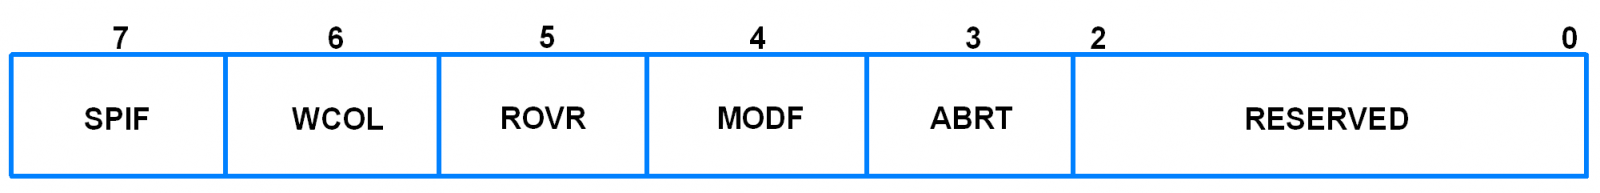 7 6 5 4 3 2 0
SPIF WCOL ROVR MODF ABRT RESERVED